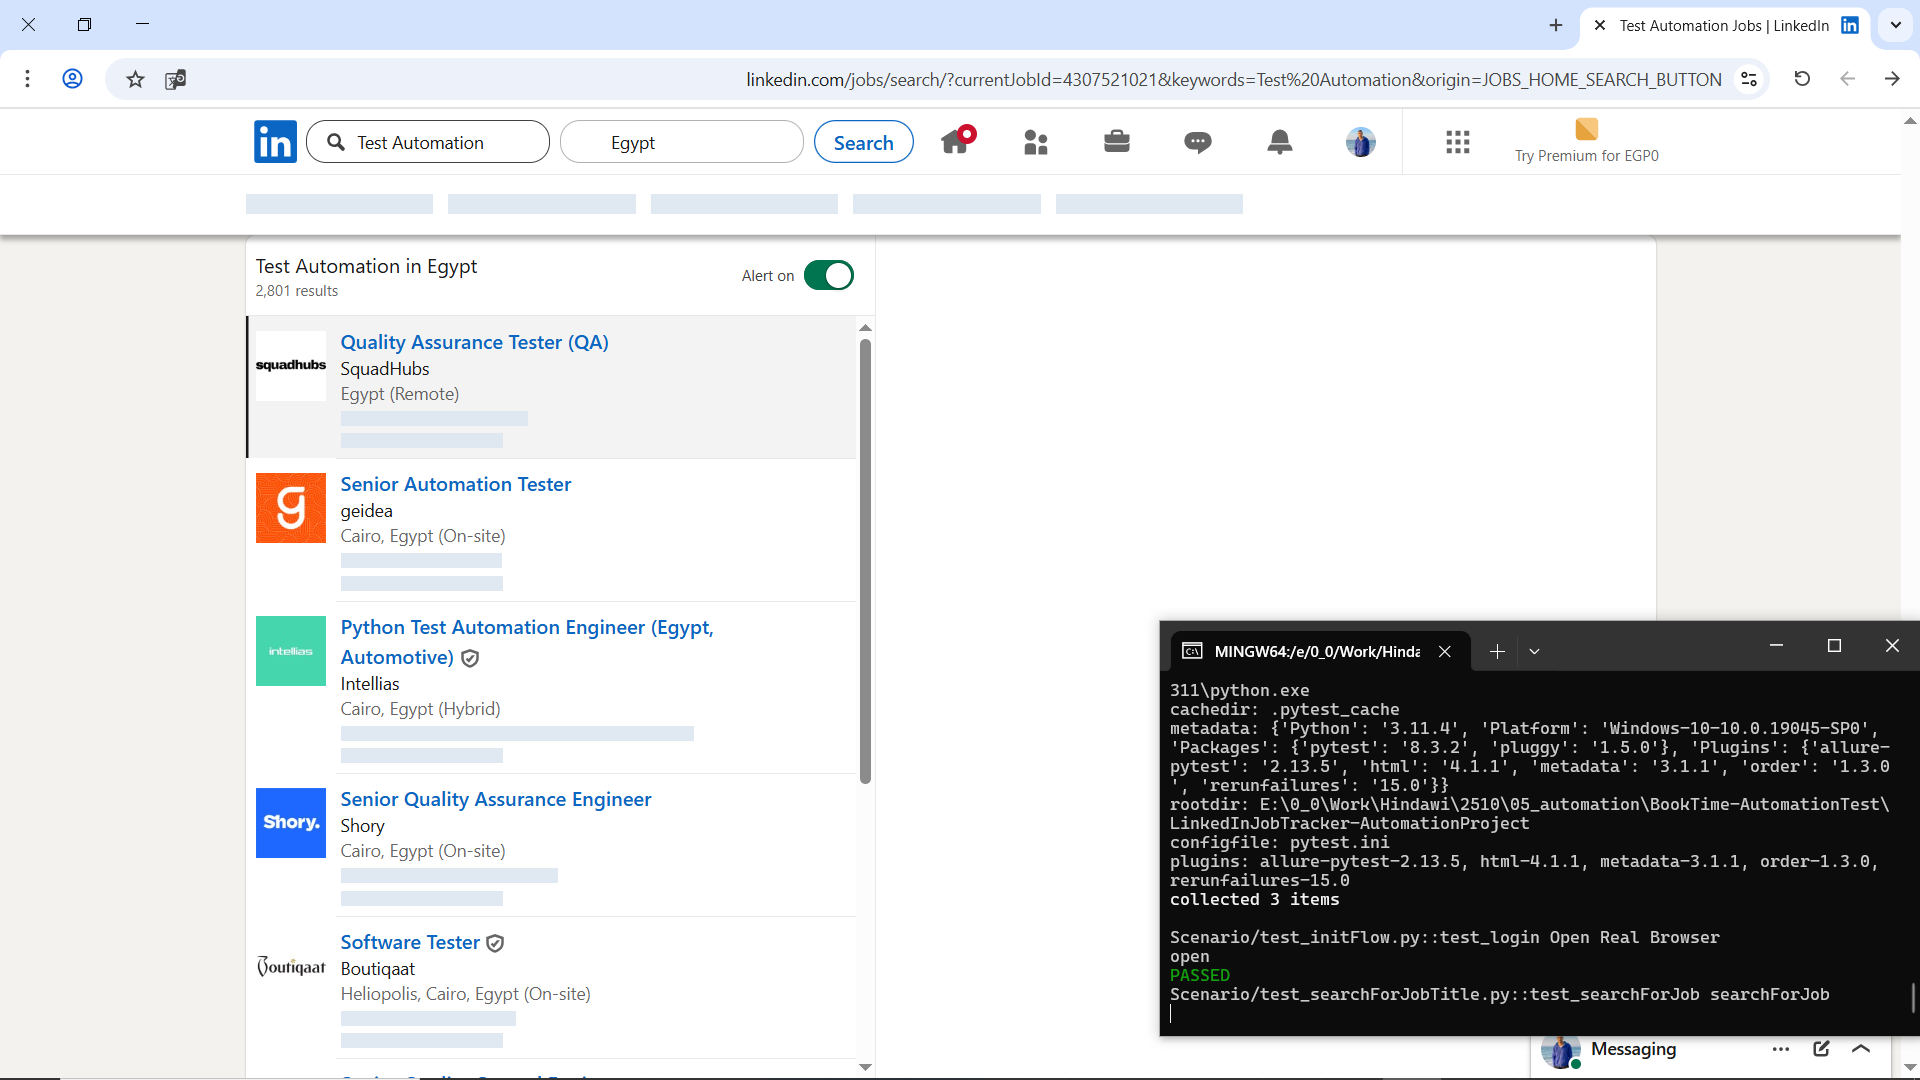 Test Automation Jobs | LinkedIn
linkedin.com/jobs/search/?currentJobId=4307521021&keywords=Test%20Automation&origin=JOBS_HOME_SEARCH_BUTTON
in
Test Automation
Egypt
Search
Try Premium for EGP0
Test Automation in Egypt
2,801 results
Alert on
squadhubs
Quality Assurance Tester (QA)
SquadHubs
Egypt (Remote)
Senior Automation Tester
geidea
Cairo, Egypt (On-site)
intellias
Python Test Automation Engineer (Egypt,
Automotive)
Intellias
Cairo, Egypt (Hybrid)
Shory.
Senior Quality Assurance Engineer
Shory
Cairo, Egypt (On-site)
Boutiqaat
Software Tester
Boutiqaat
Heliopolis, Cairo, Egypt (On-site)
MINGW64:/e/0_0/Work/Hinda
311\python.exe
cachedir: .pytest_cache
metadata: {'Python': '3.11.4', 'Platform': 'Windows-10-10.0.19045-SP0',
'Packages': {'pytest': '8.3.2', 'pluggy': '1.5.0'}, 'Plugins': {'allure-
pytest': '2.13.5', 'html': '4.1.1', 'metadata': '3.1.1', 'order': '1.3.0
', 'rerunfailures': '15.0'}}
rootdir: E:\0_0\Work\Hindawi\2510\05_automation\BookTime-AutomationTest\
LinkedInJobTracker-AutomationProject
configfile: pytest.ini
plugins: allure-pytest-2.13.5, html-4.1.1, metadata-3.1.1, order-1.3.0,
rerunfailures-15.0
collected 3 items
Scenario/test_initFlow.py::test_login Open Real Browser
open
PASSED
Scenario/test_searchForJobTitle.py::test_searchForJob searchForJob
Messaging